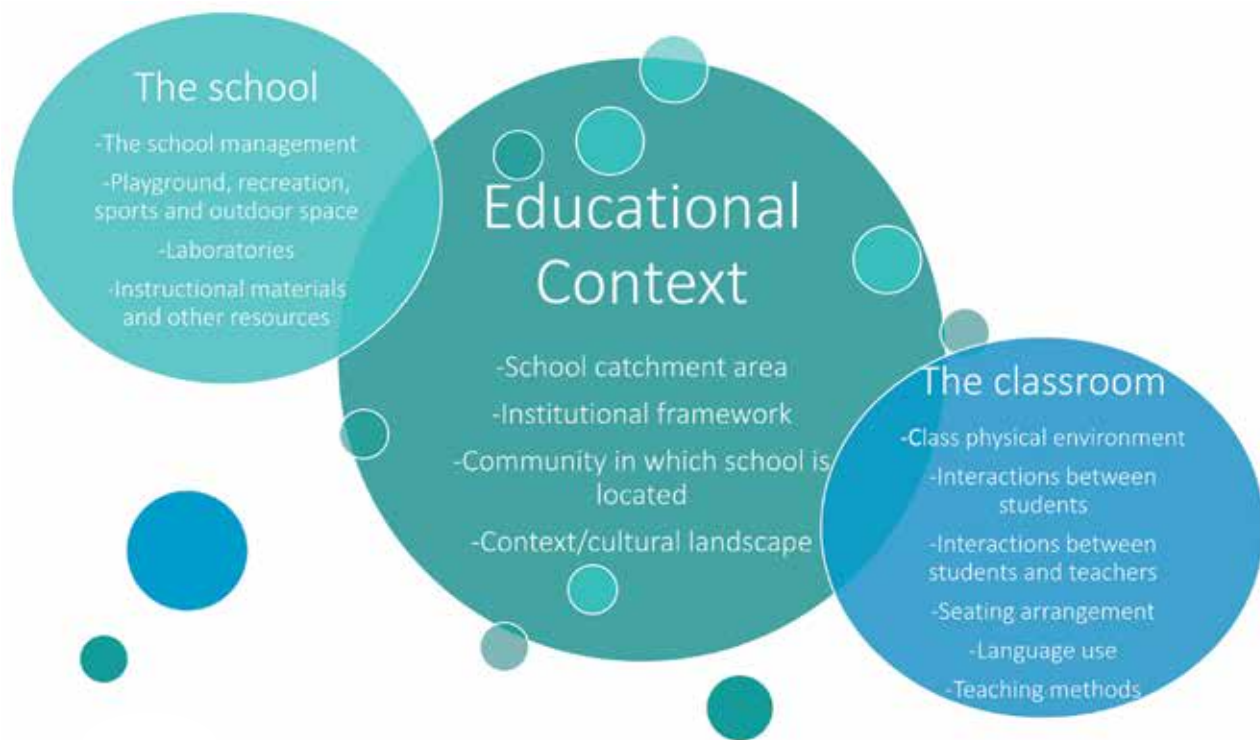 The school
-The school management
-Playground, recreation,
sports and outdoor space
-Laboratories
-Instructional materials
and other resources
Educational
Context
-School catchment area
-Institutional framework
-Community in which school is
located
-Context/cultural landscape
The classroom
-Class physical environment
-Interactions between
students
-Interactions between
students and teachers
-Seating arrangement
-Language use
-Teaching methods